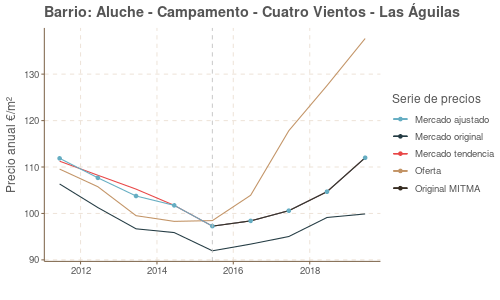 Barrio: Aluche - Campamento - Cuatro Vientos - Las Águilas
Precio anual €/m²
130
120
110
100
90
2012
2014
2016
2018
Serie de precios
Mercado ajustado
Mercado original
Mercado tendencia
Oferta
Original MITMA